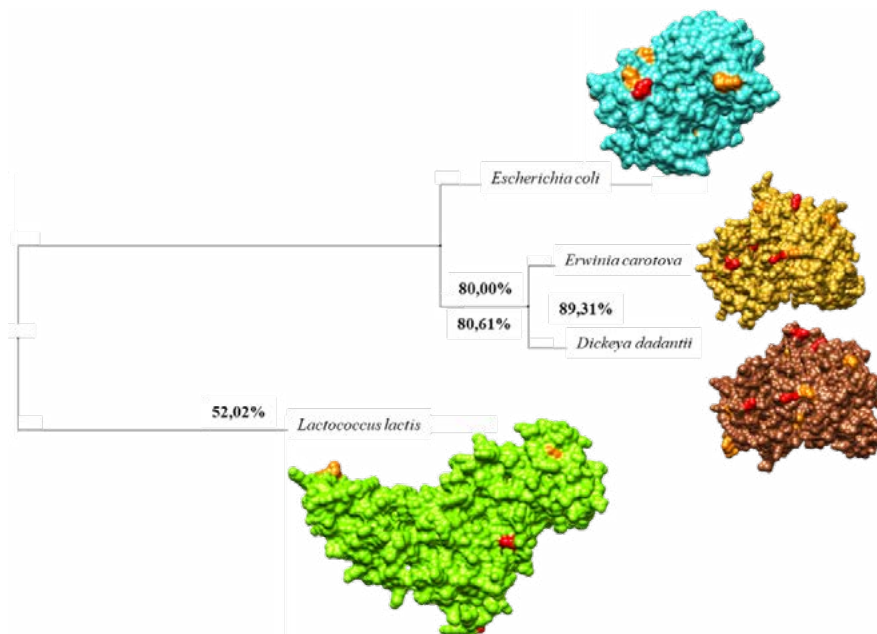 Escherichia coli
Erwinia carotova
80,00%
80,61%
89,31%
Dickeya dadantii
52,02%
Lactococcus lactis